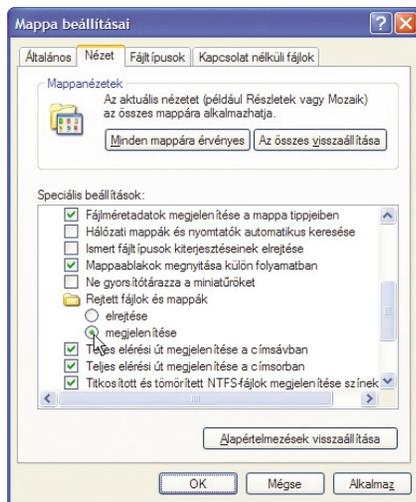 Mappa beállításai
Általános Nézet Fájltípusok Kapcsolat nélküli fájlok
Mappanézetek
Az aktuális nézetet (például Részletek vagy Mozaik)
az összes mappára alkalmazhatja.
Minden mappára érvényes Az összes visszaállítása
Speciális beállítások:
Fájlméretadatok megjelenítése a mappa tippjeiben
Hálózati mappák és nyomtatók automatikus keresése
Ismert fájltípusok kiterjesztéseinek elrejtése
Mappaablakok megnyitása külön folyamatban
Ne gyorsítótárazza a miniatűröket
Rejtett fájlok és mappák
elrejtése
megjelenítése
Teljes elérési út megjelenítése a címsávban
Teljes elérési út megjelenítése a címsorban
Titkosított és tömörített NTFS-fájlok megjelenítése színek
Alapértelmezések visszaállítása
OK Mégse Alkalmaz